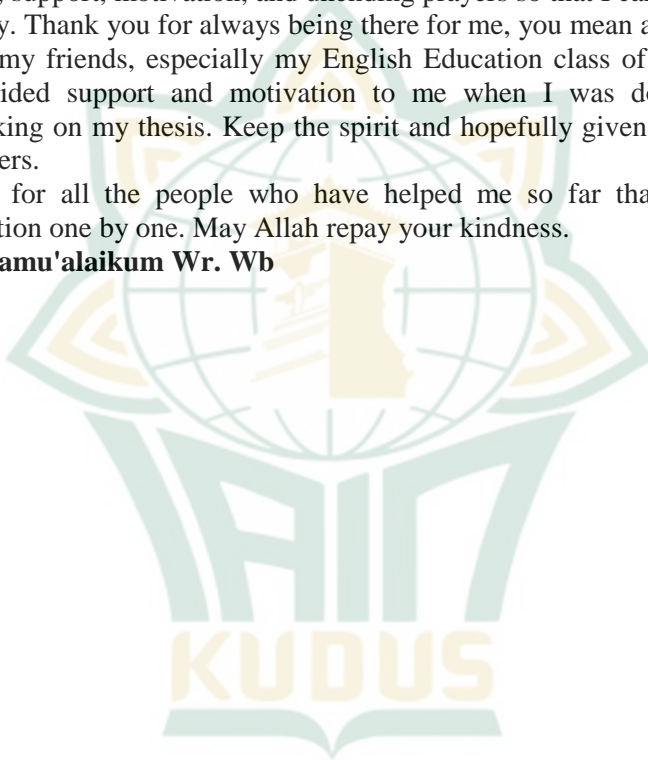 support, motivation, and unending prayers so that I ca
y. Thank you for always being there for me, you mean a
my friends, especially my English Education class of
ided support and motivation to me when I was d
king on my thesis. Keep the spirit and hopefully given
ers.
for all the people who have helped me so far tha
tion one by one. May Allah repay your kindness.
amu'alaikum Wr. Wb
IAIN
KUDUS